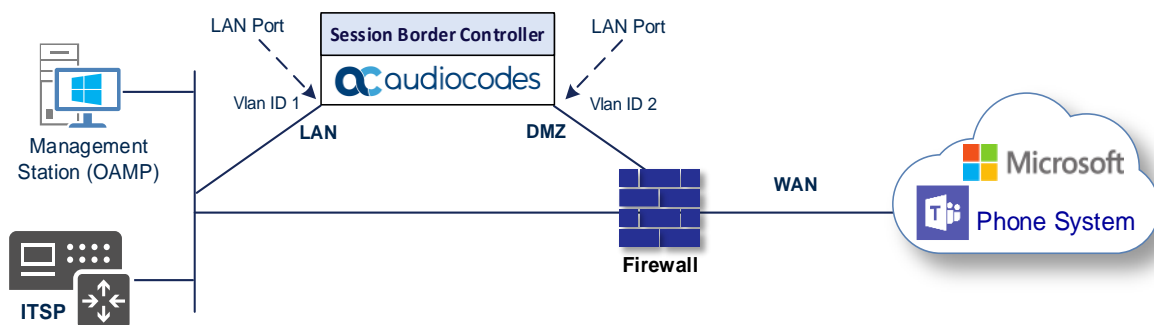 LAN Port
LAN Port
Session Border Controller
audiocodes
Vlan ID 1
Vlan ID 2
LAN
DMZ
Management
Station (OAMP)
WAN
Microsoft
T
Phone System
Firewall
ITSP